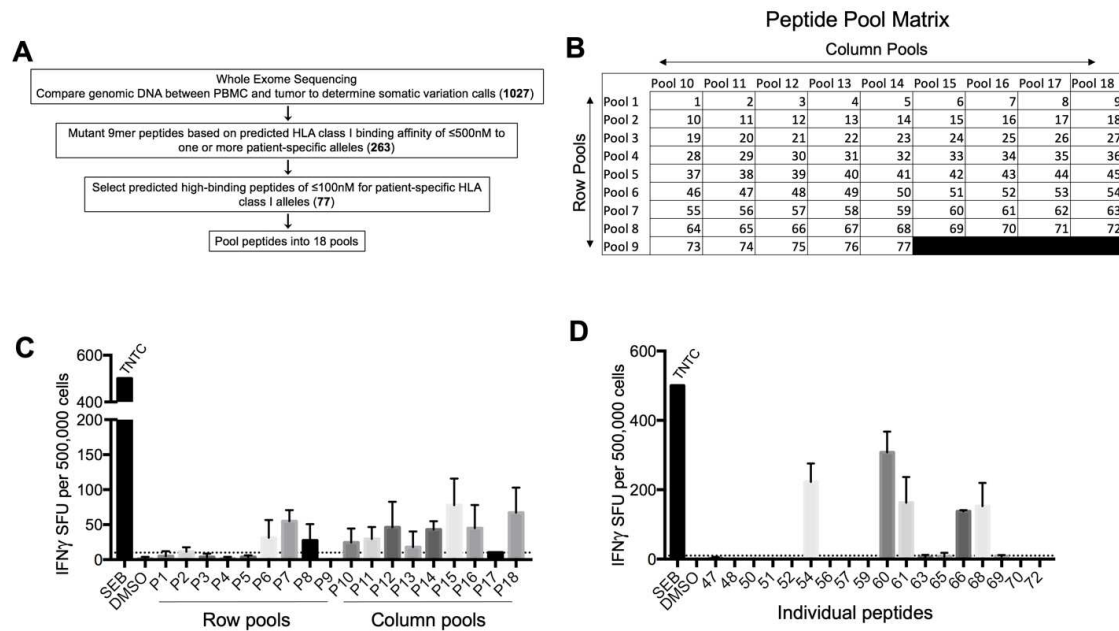 A
Whole Exome Sequencing
Compare genomic DNA between PBMC and tumor to determine somatic variation calls (1027)
Mutant 9mer peptides based on predicted HLA class I binding affinity of ≤500nM to
one or more patient-specific alleles (263)
Select predicted high-binding peptides of ≤100nM for patient-specific HLA
class I alleles (77)
Pool peptides into 18 pools
Peptide Pool Matrix
B
Column Pools
Row Pools
Pool 10 Pool 11 Pool 12 Pool 13 Pool 14 Pool 15 Pool 16 Pool 17 Pool 18
Pool 1 1 2 3 4 5 6 7 8 9
Pool 2 10 11 12 13 14 15 16 17 18
Pool 3 19 20 21 22 23 24 25 26 27
Pool 4 28 29 30 31 32 33 34 35 36
Pool 5 37 38 39 40 41 42 43 44 45
Pool 6 46 47 48 49 50 51 52 53 54
Pool 7 55 56 57 58 59 60 61 62 63
Pool 8 64 65 66 67 68 69 70 71 72
Pool 9 73 74 75 76 77
C
IFNγ SFU per 500,000 cells
600
400
200
150
100
50
0
TNTC
SEB DMSO P1 P2 P3 P4 P5 P6 P7 P8 P9 P10 P11 P12 P13 P14 P15 P16 P17 P18
Row pools Column pools
D
IFNγ SFU per 500,000 cells
600
400
200
0
TNTC
SEB DMSO 47 48 50 51 52 54 56 57 59 60 61 63 65 66 68 69 70 72
Individual peptides